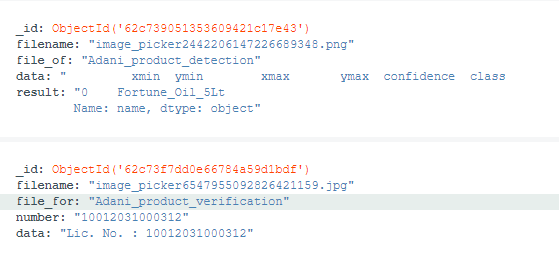 _id: ObjectId('62c739051353609421c17e43')
filename: "image_picker2442206147226689348.png"
file_of: "Adani_product_detection"
data: " xmin ymin xmax ymax confidence class
result: "0 Fortune_Oil_5Lt
Name: name, dtype: object"
_id: ObjectId('62c73f7dd0e66784a59d1bdf')
filename: "image_picker6547955092826421159.jpg"
file_for: "Adani_product_verification"
number: "10012031000312"
data: "Lic. No. : 10012031000312"